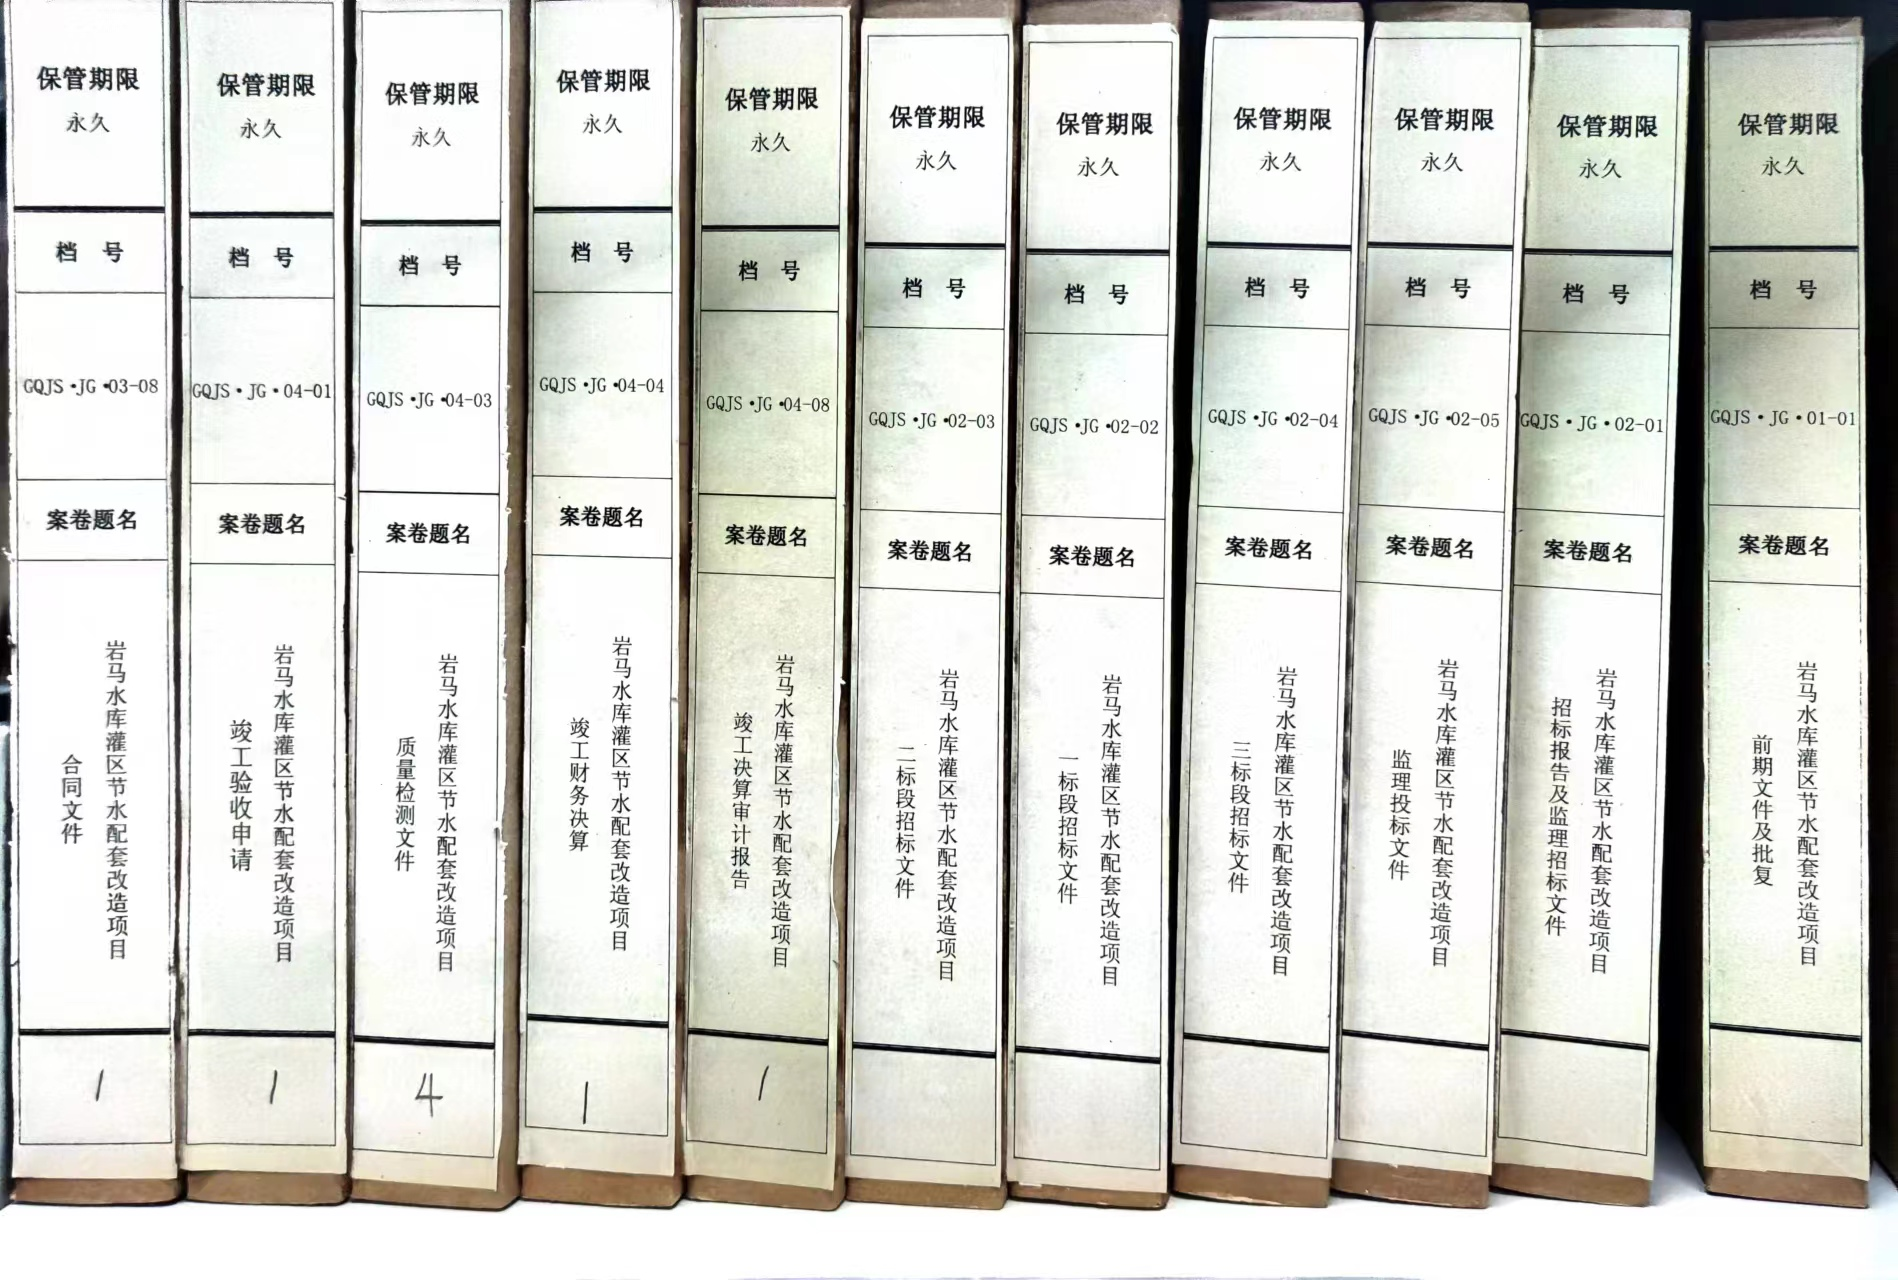 保管期限
永久
档 号
GQJS·JG·03-08
案卷题名
岩马水库灌区节水配套改造项目
合同文件
1
保管期限
永久
档 号
GQJS·JG·04-01
案卷题名
岩马水库灌区节水配套改造项目
竣工验收申请
1
保管期限
永久
档 号
GQJS·JG·04-03
案卷题名
岩马水库灌区节水配套改造项目
质量检测文件
4
保管期限
永久
档 号
GQJS·JG·04-04
案卷题名
岩马水库灌区节水配套改造项目
竣工财务决算
1
保管期限
永久
档 号
GQJS·JG·04-08
案卷题名
岩马水库灌区节水配套改造项目
竣工决算审计报告
1
保管期限
永久
档 号
GQJS·JG·02-03
案卷题名
岩马水库灌区节水配套改造项目
二标段招标文件
保管期限
永久
档 号
GQJS·JG·02-02
案卷题名
岩马水库灌区节水配套改造项目
一标段招标文件
保管期限
永久
档 号
GQJS·JG·02-04
案卷题名
岩马水库灌区节水配套改造项目
三标段招标文件
保管期限
永久
档 号
GQJS·JG·02-05
案卷题名
岩马水库灌区节水配套改造项目
监理投标文件
保管期限
永久
档 号
GQJS·JG·02-01
案卷题名
岩马水库灌区节水配套改造项目
招标报告及监理招标文件
保管期限
永久
档 号
GQJS·JG·01-01
案卷题名
岩马水库灌区节水配套改造项目
前期文件及批复